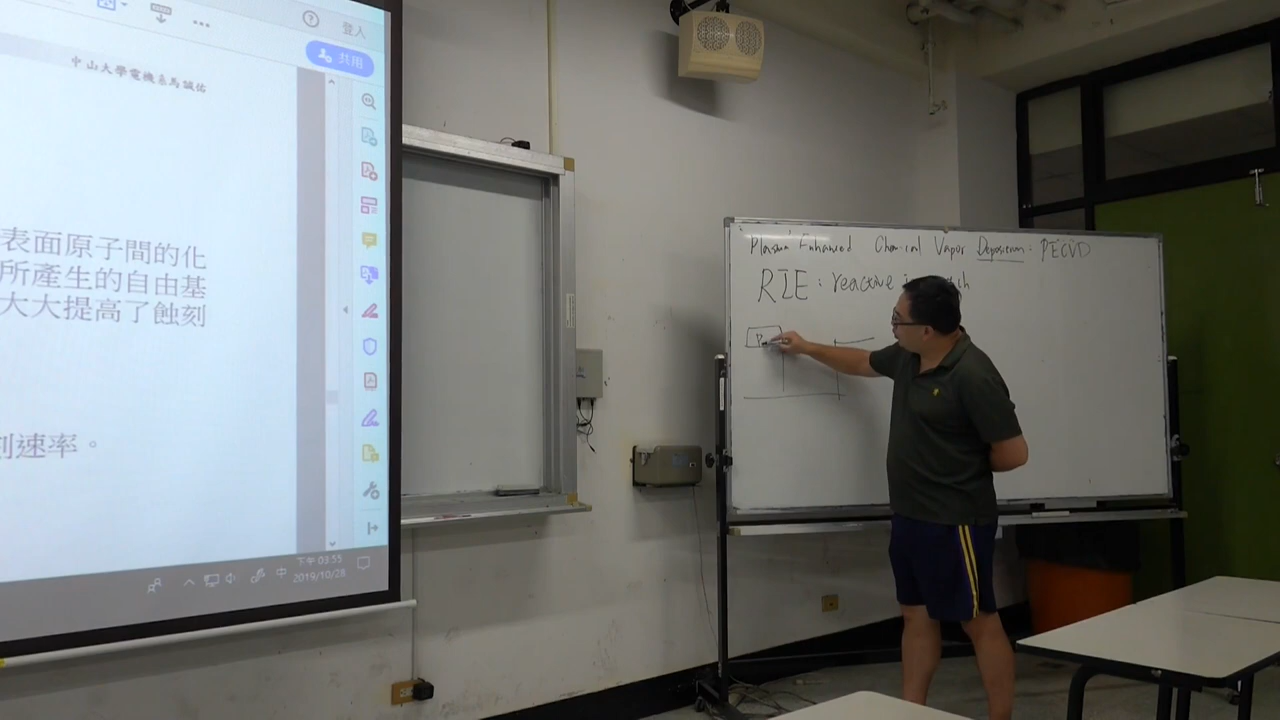 登入
共用
中山大學電機系馬誠佑
表面原子間的化
所產生的自由基
大大提高了蝕刻
刻速率。
中
下午 03:55
2019/10/28
Plasma Enhanced Chemical Vapor Deposition: PECVD
RIE: reactive